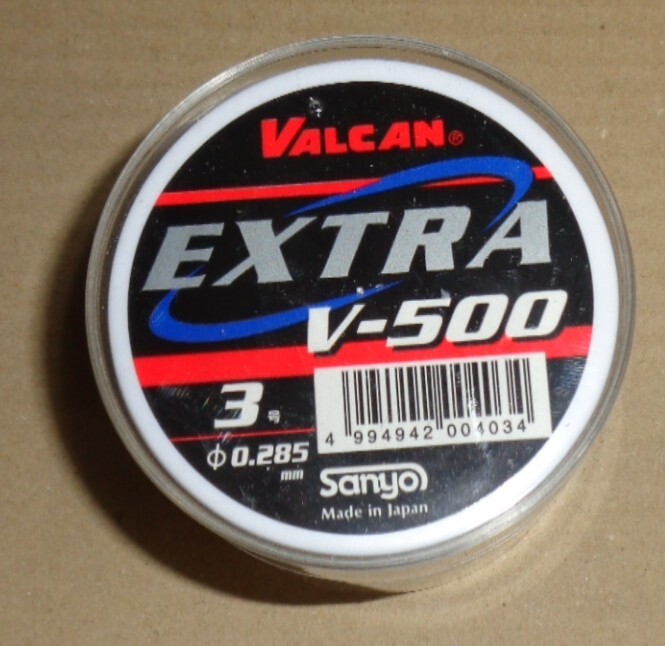 VALCAN®
EXTRA
V-500
3号
4 994942 004034
Φ0.285
mm
Sanyo
Made in Japan